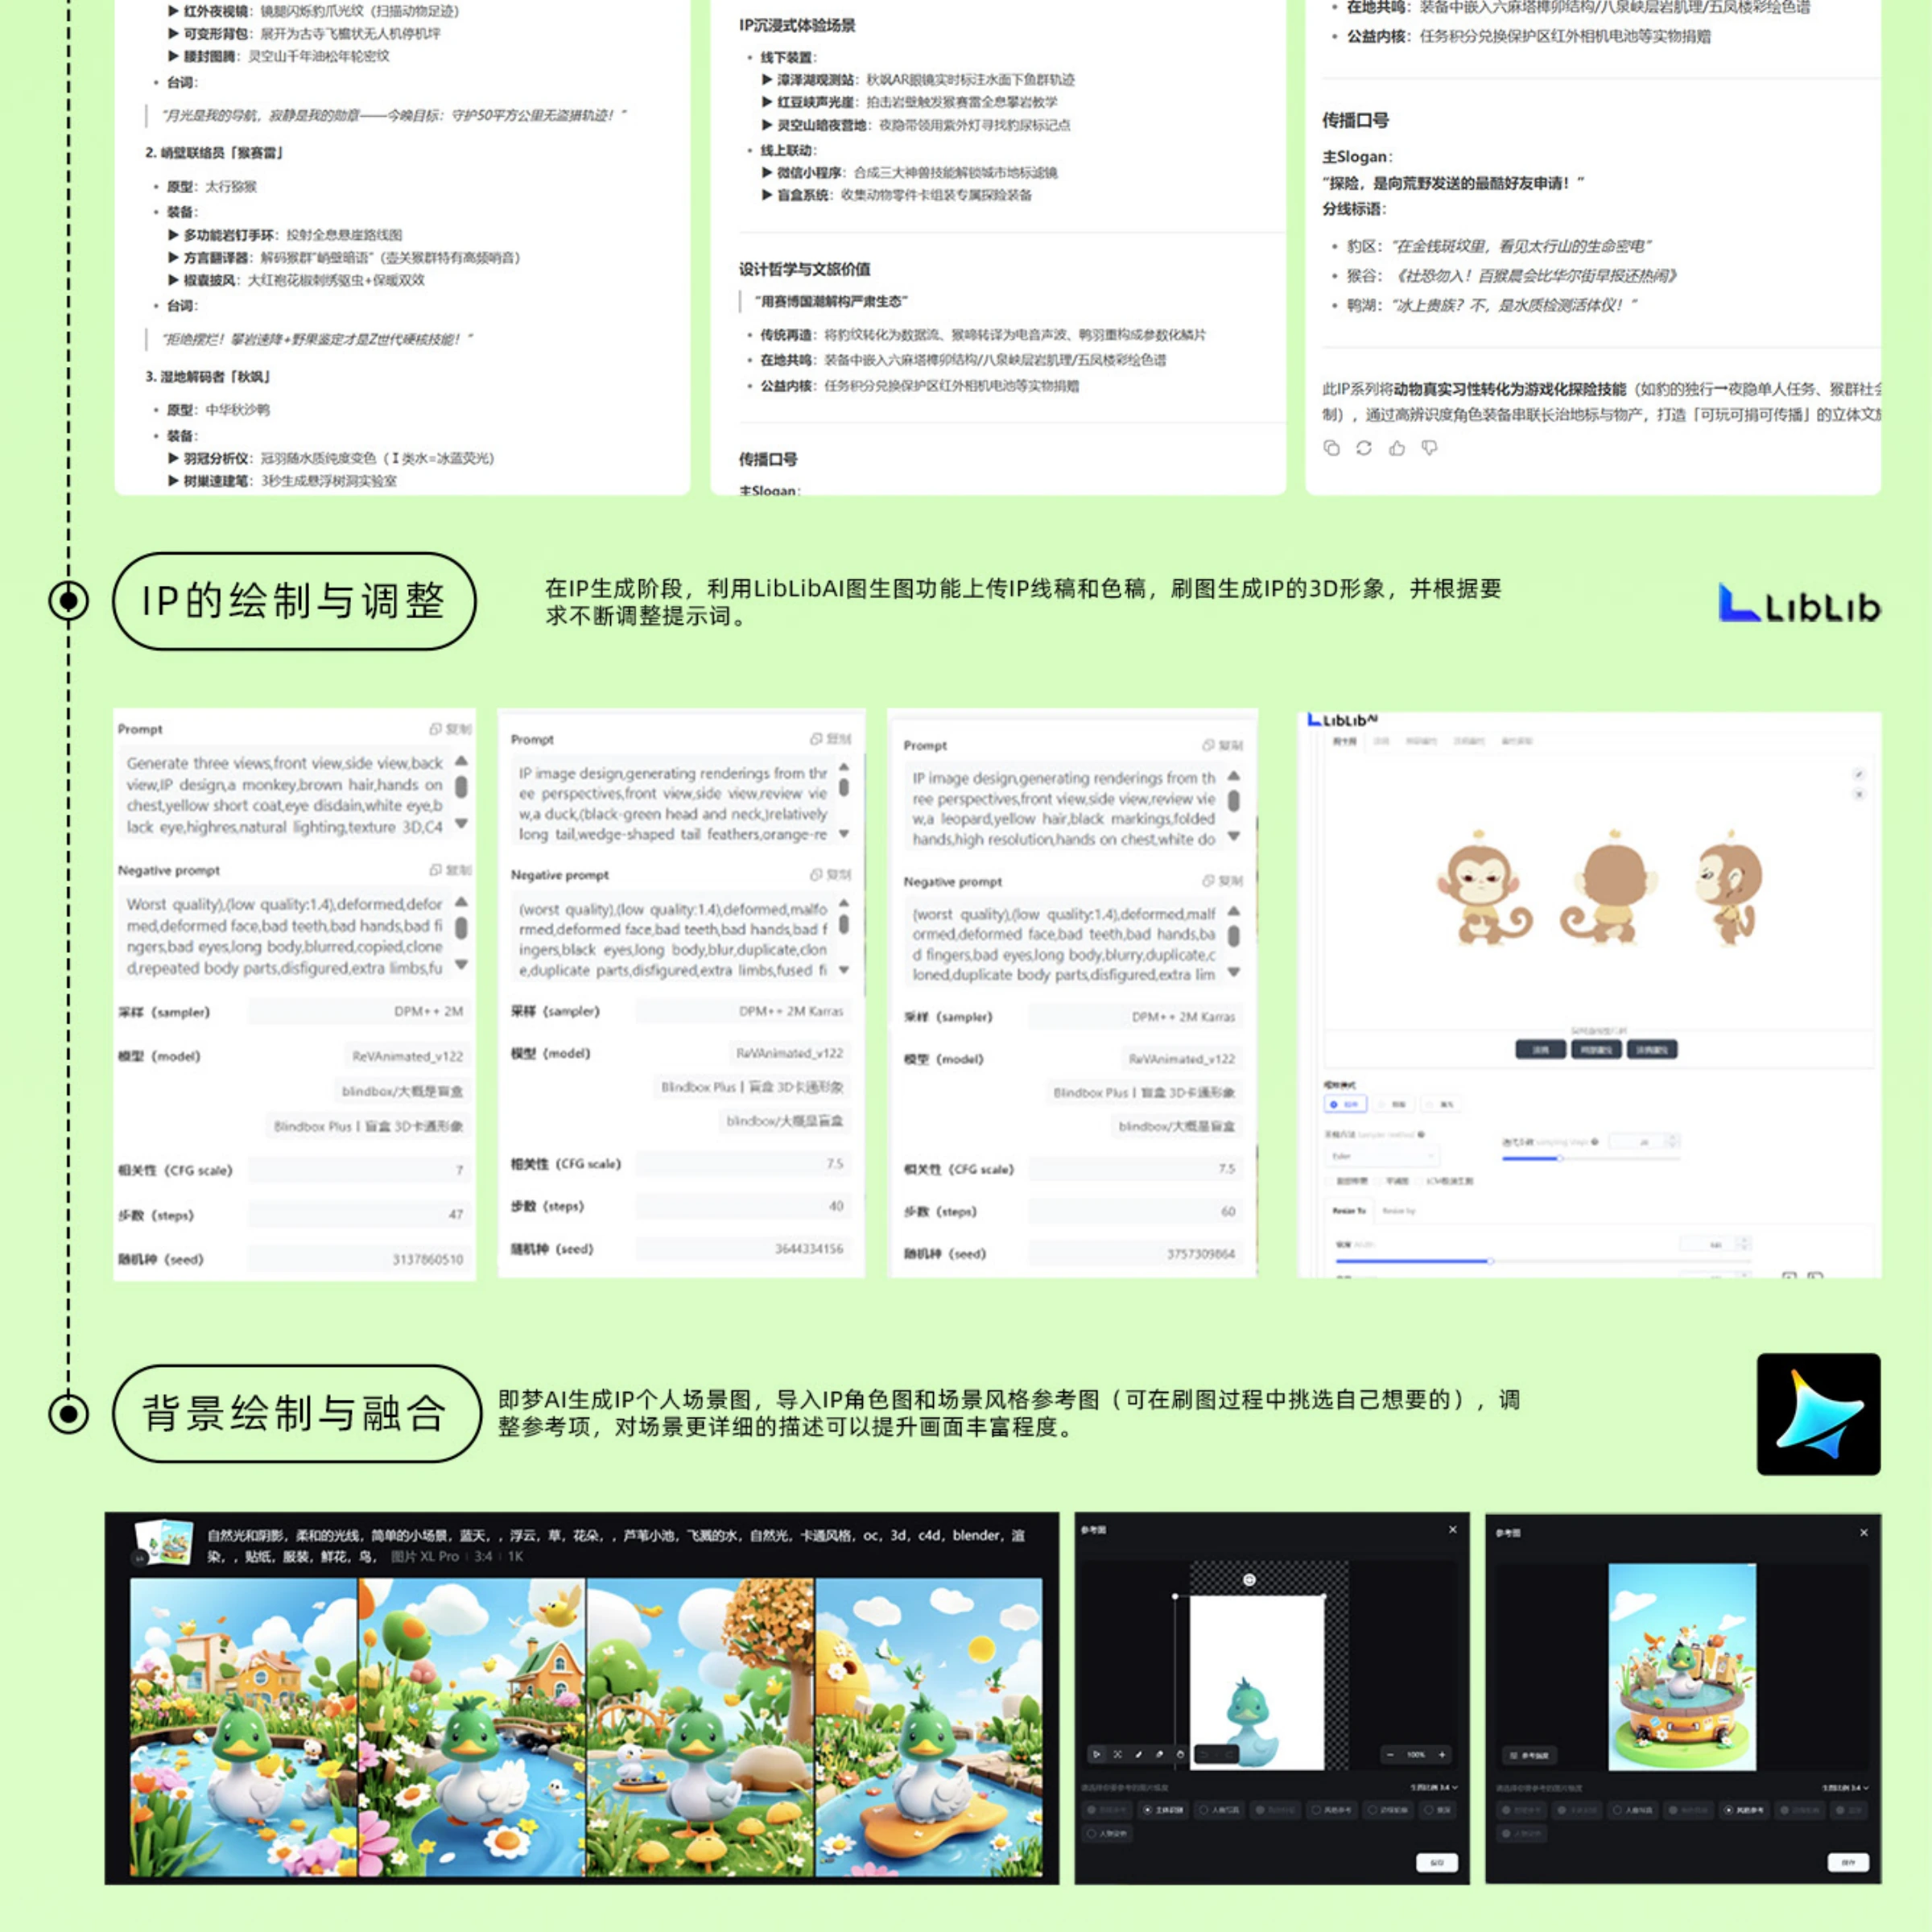 ▶ 红外夜视镜：镜腿闪烁豹爪光纹（扫描动物足迹）
▶ 可变形背包：展开为古寺飞檐状无人机停机坪
▶ 腰封图腾：灵空山千年油松年轮密纹
• 台词：
“月光是我的导航，寂静是我的勋章——今晚目标：守护50平方公里无盗猎轨迹！”
2. 峭壁联络员「猴赛雷」
• 原型：太行猕猴
• 装备：
▶ 多功能岩钉手环：投射全息悬崖路线图
▶ 方言翻译器：解码猴群“峭壁暗语”（壶关猴群特有高频哨音）
▶ 椒囊披风：大红袍花椒刺绣驱虫+保暖双效
• 台词：
“拒绝摆烂！攀岩速降+野果鉴定才是Z世代硬核技能！”
3. 湿地解码者「秋飒」
• 原型：中华秋沙鸭
• 装备：
▶ 羽冠分析仪：冠羽随水质纯度变色（I类水=冰蓝荧光）
▶ 树巢速建笔：3秒生成悬浮树洞实验室
IP沉浸式体验场景
• 线下装置：
▶ 漳泽湖观测站：秋飒AR眼镜实时标注水面下鱼群轨迹
▶ 红豆峡声光崖：拍击岩壁触发猴赛雷全息攀岩教学
▶ 灵空山暗夜营地：夜隐带领用紫外灯寻找豹尿标记点
• 线上联动：
▶ 微信小程序：合成三大神兽技能解锁城市地标滤镜
▶ 盲盒系统：收集动物零件卡组装专属探险装备
设计哲学与文旅价值
“用赛博国潮解构严肃生态”
• 传统再造：将豹纹转化为数据流、猴啼转译为电音声波、鸭羽重构成参数化鳞片
• 在地共鸣：装备中嵌入六麻塔榫卯结构/八泉峡层岩肌理/五凤楼彩绘色谱
• 公益内核：任务积分兑换保护区红外相机电池等实物捐赠
传播口号
主Slogan：
• 在地共鸣：装备中嵌入六麻塔榫卯结构/八泉峡层岩肌理/五凤楼彩绘色谱
• 公益内核：任务积分兑换保护区红外相机电池等实物捐赠
传播口号
主Slogan：
“探险，是向荒野发送的最酷好友申请！”
分线标语：
• 豹区：“在金钱斑纹里，看见太行山的生命密电”
• 猴谷：《社恐勿入！百猴晨会比华尔街早报还热闹》
• 鸭湖：“冰上贵族？不，是水质检测活体仪！”
此IP系列将动物真实习性转化为游戏化探险技能（如豹的独行→夜隐单人任务、猴群社会
制），通过高辨识度角色装备串联长治地标与物产，打造「可玩可捐可传播」的立体文旅
IP的绘制与调整
在IP生成阶段，利用LibLibAI图生图功能上传IP线稿和色稿，刷图生成IP的3D形象，并根据要
求不断调整提示词。
LibLib
Prompt 复制
Generate three views,front view,side view,back
view,IP design,a monkey,brown hair,hands on
chest,yellow short coat,eye disdain,white eye,b
lack eye,highres,natural lighting,texture 3D,C4
Negative prompt 复制
Worst quality),(low quality:1.4),deformed,defor
med,deformed face,bad teeth,bad hands,bad fi
ngers,bad eyes,long body,blurred,copied,clone
d,repeated body parts,disfigured,extra limbs,fu
采样（sampler） DPM++ 2M
模型（model） ReVAnimated_v122
blindbox/大概是盲盒
Blindbox Plus丨盲盒 3D卡通形象
相关性（CFG scale） 7
步数（steps） 47
随机种（seed） 3137860510
Prompt 复制
IP image design,generating renderings from thr
ee perspectives,front view,side view,review vie
w,a duck,(black-green head and neck,)relatively
long tail,wedge-shaped tail feathers,orange-re
Negative prompt 复制
(worst quality),(low quality:1.4),deformed,malfo
rmed,deformed face,bad teeth,bad hands,bad f
ingers,black eyes,long body,blur,duplicate,clon
e,duplicate parts,disfigured,extra limbs,fused fi
采样（sampler） DPM++ 2M Karras
模型（model） ReVAnimated_v122
Blindbox Plus丨盲盒 3D卡通形象
blindbox/大概是盲盒
相关性（CFG scale） 7.5
步数（steps） 40
随机种（seed） 3644334156
Prompt 复制
IP image design,generating renderings from th
ree perspectives,front view,side view,review vie
w,a leopard,yellow hair,black markings,folded
hands,high resolution,hands on chest,white do
Negative prompt 复制
(worst quality),(low quality:1.4),deformed,malf
ormed,deformed face,bad teeth,bad hands,ba
d fingers,bad eyes,long body,blurry,duplicate,c
loned,duplicate body parts,disfigured,extra lim
采样（sampler） DPM++ 2M Karras
模型（model） ReVAnimated_v122
Blindbox Plus丨盲盒 3D卡通形象
blindbox/大概是盲盒
相关性（CFG scale） 7.5
步数（steps） 60
随机种（seed） 3757309864
LibLibAI
Euler
Resize To Resize by
背景绘制与融合
即梦AI生成IP个人场景图，导入IP角色图和场景风格参考图（可在刷图过程中挑选自己想要的），调
整参考项，对场景更详细的描述可以提升画面丰富程度。
自然光和阴影，柔和的光线，简单的小场景，蓝天，，浮云，草，花朵，，芦苇小池，飞溅的水，自然光，卡通风格，oc，3d，c4d，blender，渲
染，，贴纸，服装，鲜花，鸟， 图片 XL Pro | 3:4 | 1K
参考图
100%
主体识别
参考图
风格参考